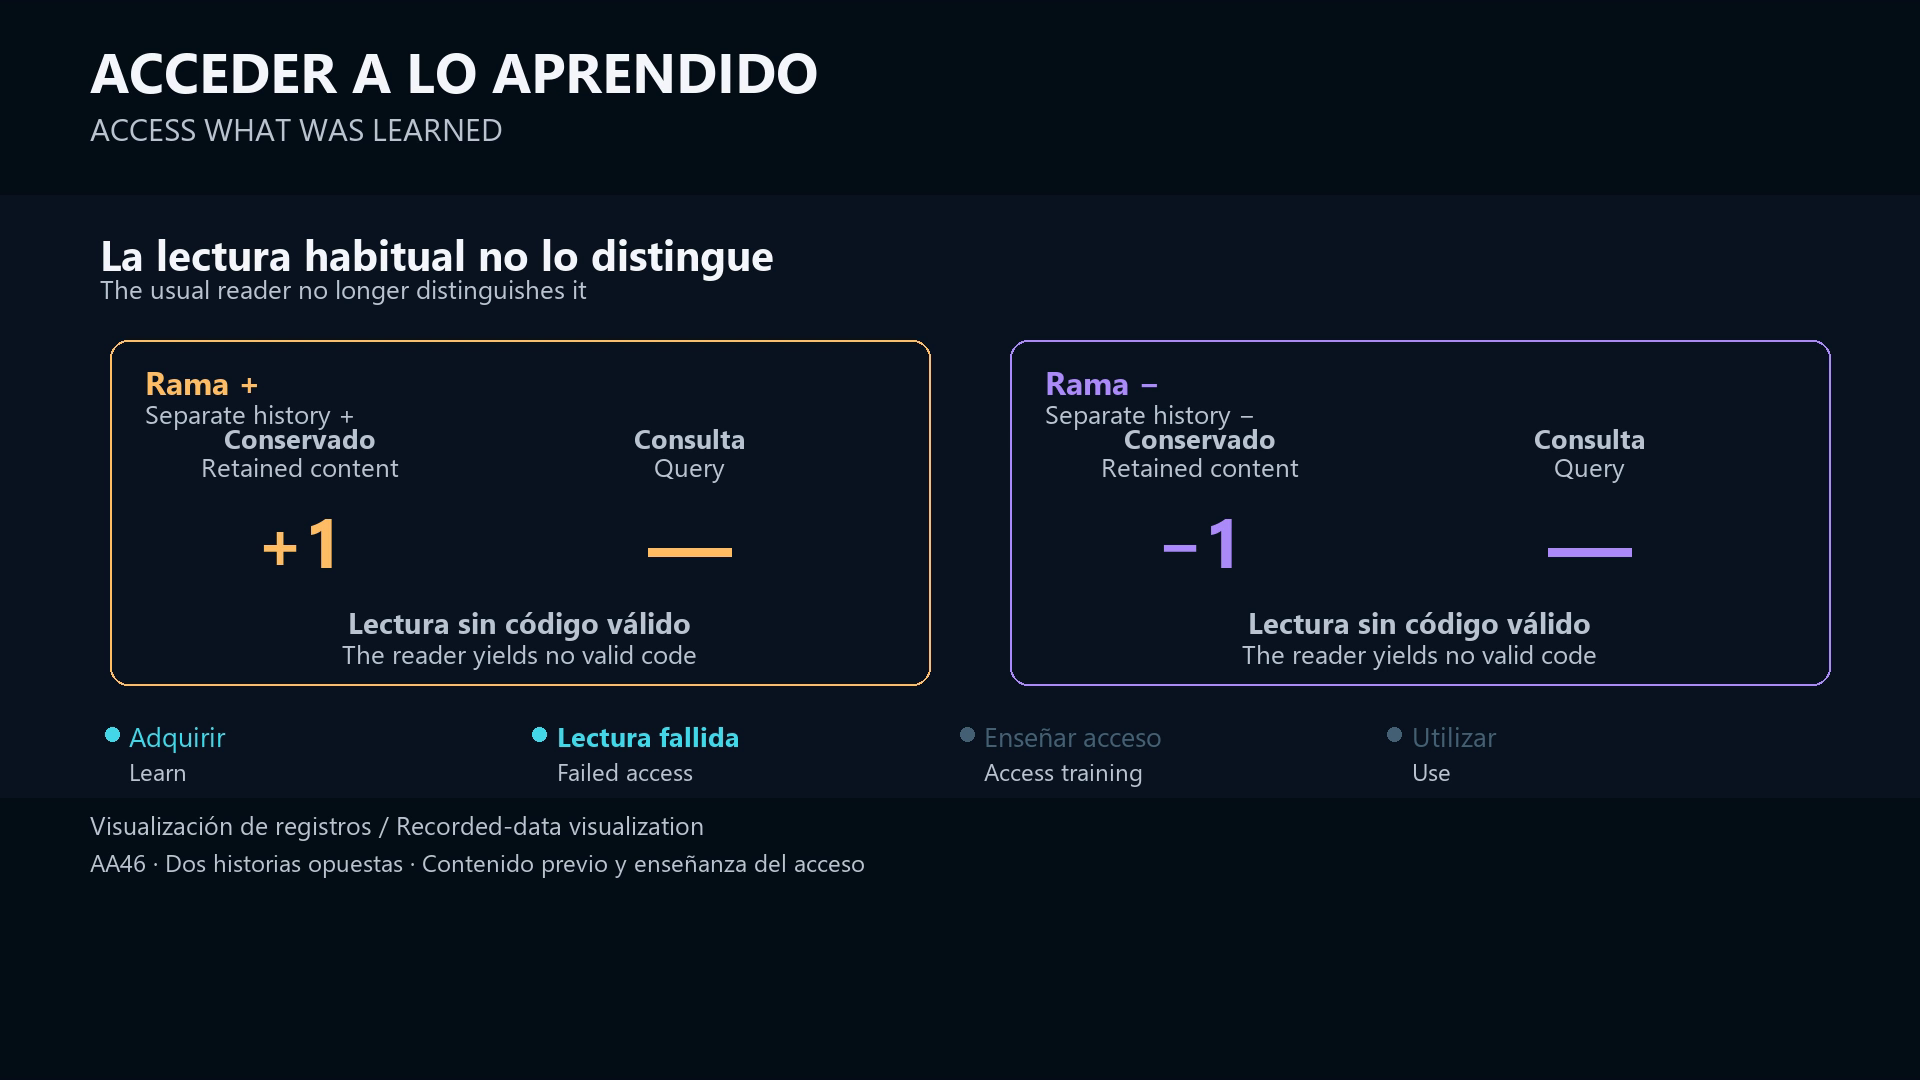 ACCEDER A LO APRENDIDO
ACCESS WHAT WAS LEARNED
La lectura habitual no lo distingue
The usual reader no longer distinguishes it
Rama +
Separate history +
Conservado
Retained content
Consulta
Query
+1
—
Lectura sin código válido
The reader yields no valid code
Rama −
Separate history −
Conservado
Retained content
Consulta
Query
−1
—
Lectura sin código válido
The reader yields no valid code
Adquirir
Learn
Lectura fallida
Failed access
Enseñar acceso
Access training
Utilizar
Use
Visualización de registros / Recorded-data visualization
AA46 · Dos historias opuestas · Contenido previo y enseñanza del acceso